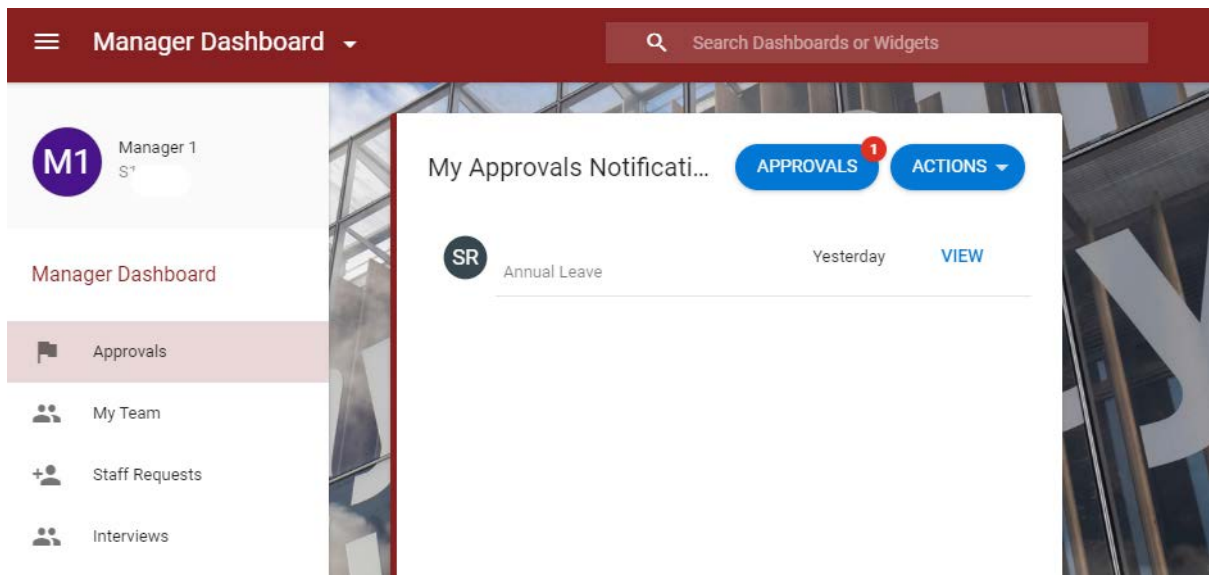 Manager Dashboard
Search Dashboards or Widgets
M1
Manager 1
Manager Dashboard
Approvals
My Team
Staff Requests
Interviews
My Approvals Notificati...
APPROVALS
1
ACTIONS
SR
Annual Leave
Yesterday
VIEW